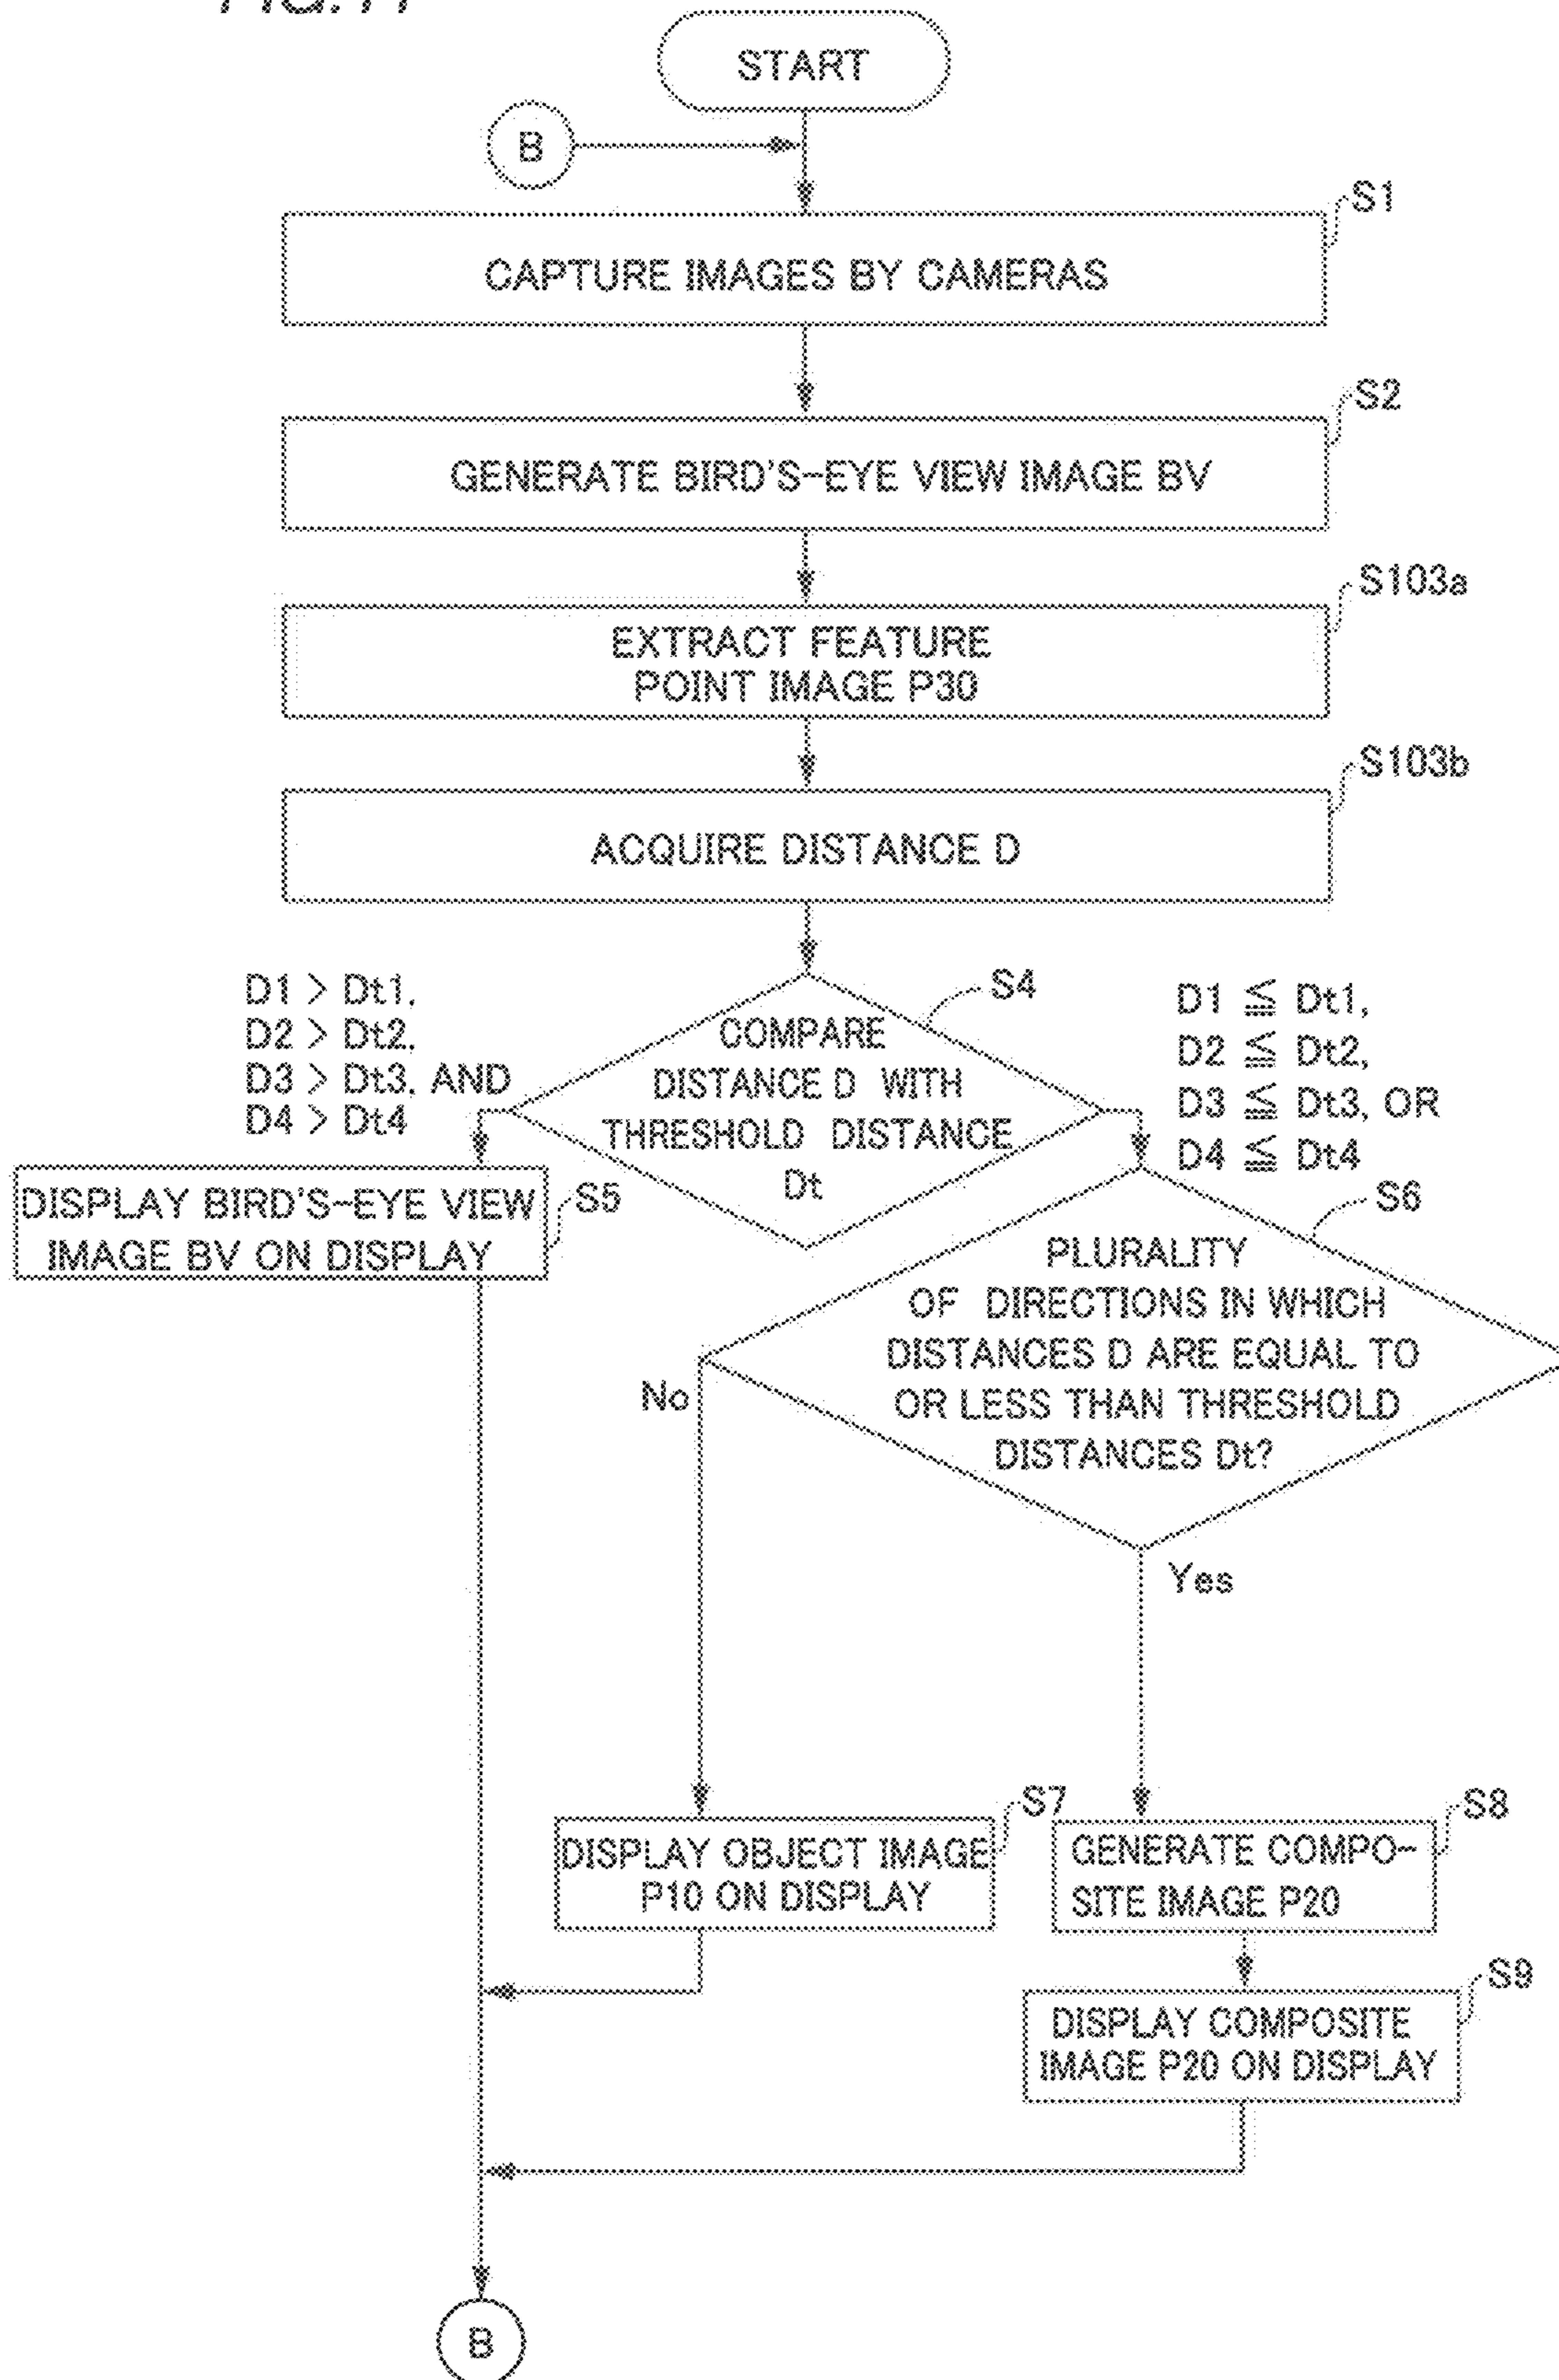 START
B
S1
CAPTURE IMAGES BY CAMERAS
S2
GENERATE BIRD'S-EYE VIEW IMAGE BV
S103a
EXTRACT FEATURE
POINT IMAGE P30
S103b
ACQUIRE DISTANCE D
D1 > Dt1,
D2 > Dt2,
D3 > Dt3, AND
D4 > Dt4
S4
COMPARE
DISTANCE D WITH
THRESHOLD DISTANCE
Dt
D1 ≦ Dt1,
D2 ≦ Dt2,
D3 ≦ Dt3, OR
D4 ≦ Dt4
DISPLAY BIRD'S-EYE VIEW
IMAGE BV ON DISPLAY
S5
S6
PLURALITY
OF DIRECTIONS IN WHICH
DISTANCES D ARE EQUAL TO
OR LESS THAN THRESHOLD
DISTANCES Dt?
No
Yes
S7
DISPLAY OBJECT IMAGE
P10 ON DISPLAY
S8
GENERATE COMPO-
SITE IMAGE P20
S9
DISPLAY COMPOSITE
IMAGE P20 ON DISPLAY
B